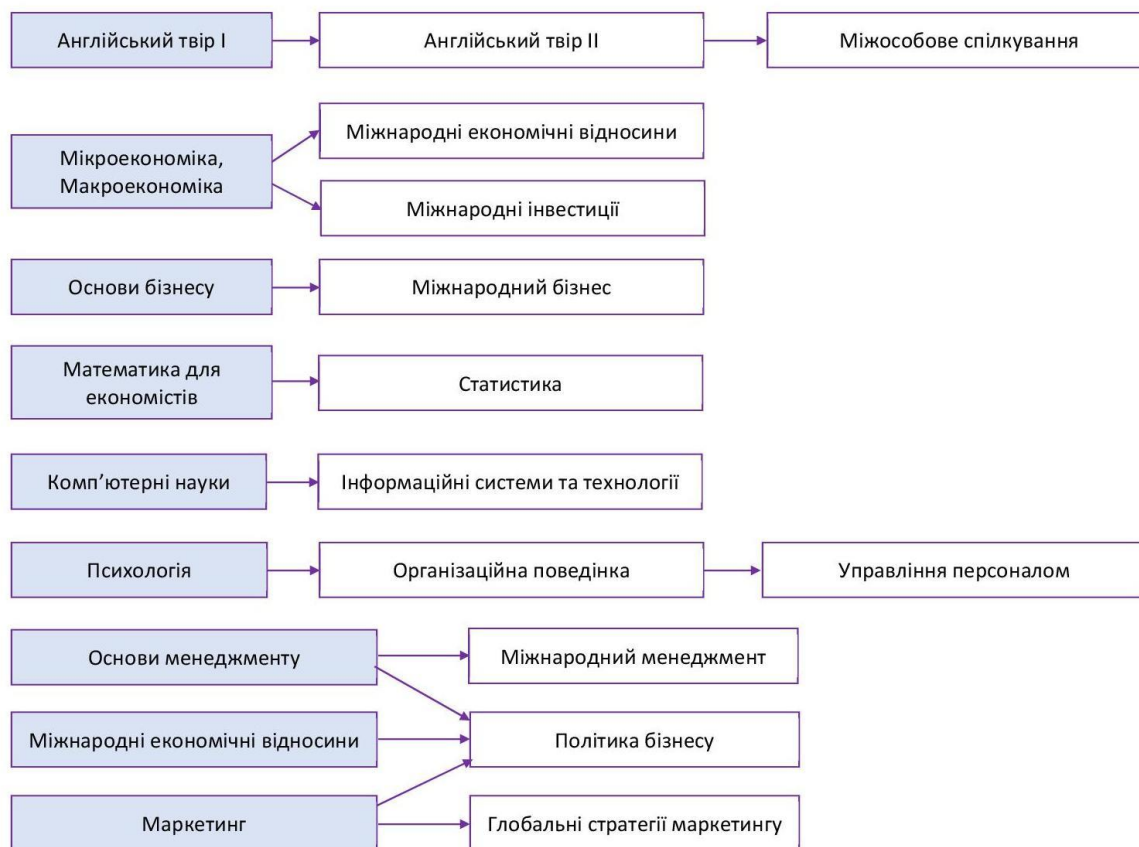 Англійський твір I
Англійський твір II
Міжособове спілкування
Міжнародні економічні відносини
Мікроекономіка,
Макроекономіка
Міжнародні інвестиції
Основи бізнесу
Міжнародний бізнес
Математика для
економістів
Статистика
Комп’ютерні науки
Інформаційні системи та технології
Психологія
Організаційна поведінка
Управління персоналом
Основи менеджменту
Міжнародний менеджмент
Міжнародні економічні відносини
Політика бізнесу
Маркетинг
Глобальні стратегії маркетингу